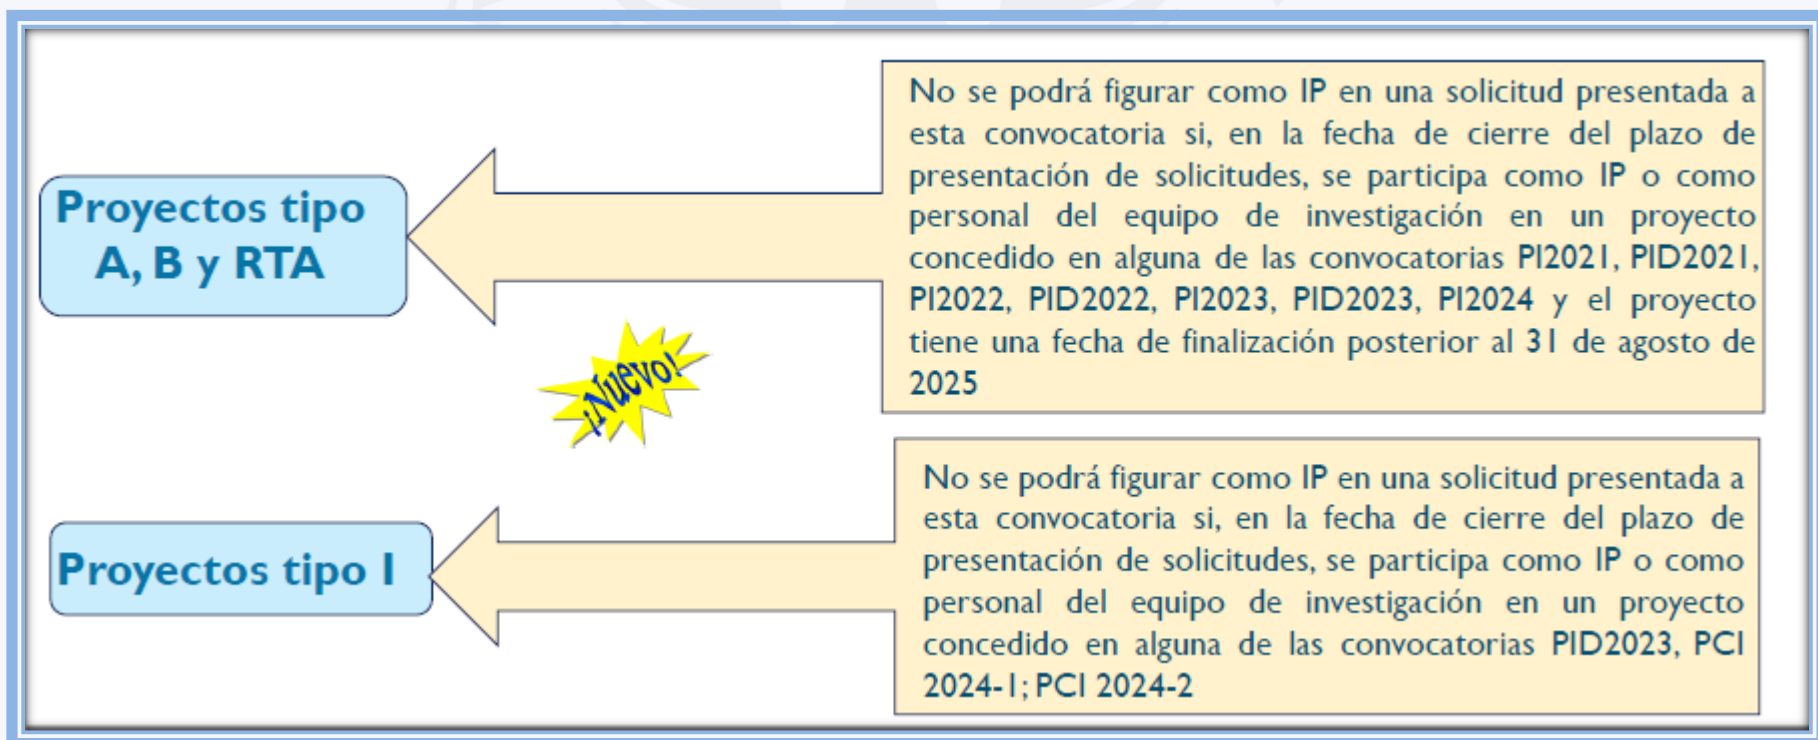 No se podrá figurar como IP en una solicitud presentada a
esta convocatoria si, en la fecha de cierre del plazo de
presentación de solicitudes, se participa como IP o como
personal del equipo de investigación en un proyecto
concedido en alguna de las convocatorias PI2021, PID2021,
PI2022, PID2022, PI2023, PID2023, PI2024 y el proyecto
tiene una fecha de finalización posterior al 31 de agosto de
2025
Proyectos tipo
A, B y RTA
¡Nuevo!
No se podrá figurar como IP en una solicitud presentada a
esta convocatoria si, en la fecha de cierre del plazo de
presentación de solicitudes, se participa como IP o como
personal del equipo de investigación en un proyecto
concedido en alguna de las convocatorias PID2023, PCI
2024-1; PCI 2024-2
Proyectos tipo I